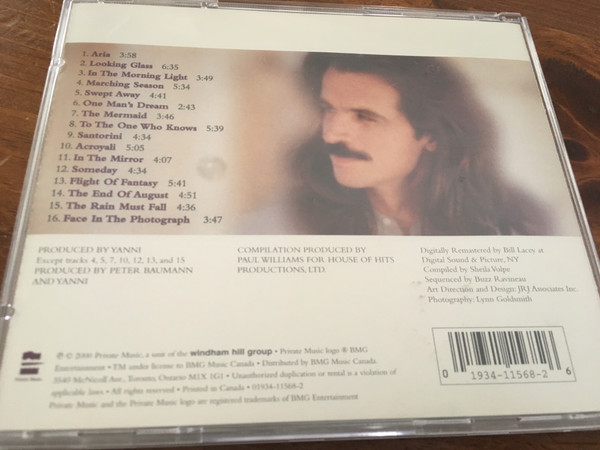 1. Aria 3:58
2. Looking Glass 6:35
3. In The Morning Light 3:49
4. Marching Season 5:34
5. Swept Away 4:41
6. One Man's Dream 2:43
7. The Mermaid 3:46
8. To The One Who Knows 5:39
9. Santorini 4:34
10. Acroyali 5:05
11. In The Mirror 4:07
12. Someday 4:34
13. Flight Of Fantasy 5:41
14. The End Of August 4:51
15. The Rain Must Fall 4:36
16. Face In The Photograph 3:47
PRODUCED BY YANNI
Except tracks 4, 5, 7, 10, 12, 13, and 15
PRODUCED BY PETER BAUMANN
AND YANNI
COMPILATION PRODUCED BY
PAUL WILLIAMS FOR HOUSE OF HITS
PRODUCTIONS, LTD.
Digitally Remastered by Bill Lacey at
Digital Sound & Picture, NY
Compiled by Sheila Volpe
Sequenced by Buzz Ravineau
Art Direction and Design: JRJ Associates Inc.
Photography: Lynn Goldsmith
℗ © 2000 Private Music, a unit of the windham hill group • Private Music logo ® BMG
Entertainment • TM under license to BMG Music Canada • Distributed by BMG Music Canada.
3540 McNicoll Ave., Toronto, Ontario M1X 1G1 • Unauthorized duplication or rental is a violation of
applicable laws • All rights reserved • Printed in Canada • 01934-11568-2
Private Music and the Private Music logo are registered trademarks of BMG Entertainment
0 1934-11568-2 6